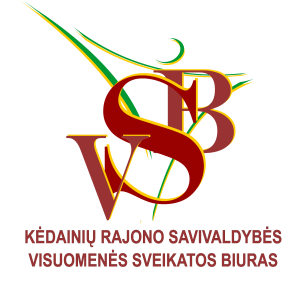 VSB
KĖDAINIŲ RAJONO SAVIVALDYBĖS
VISUOMENĖS SVEIKATOS BIURAS